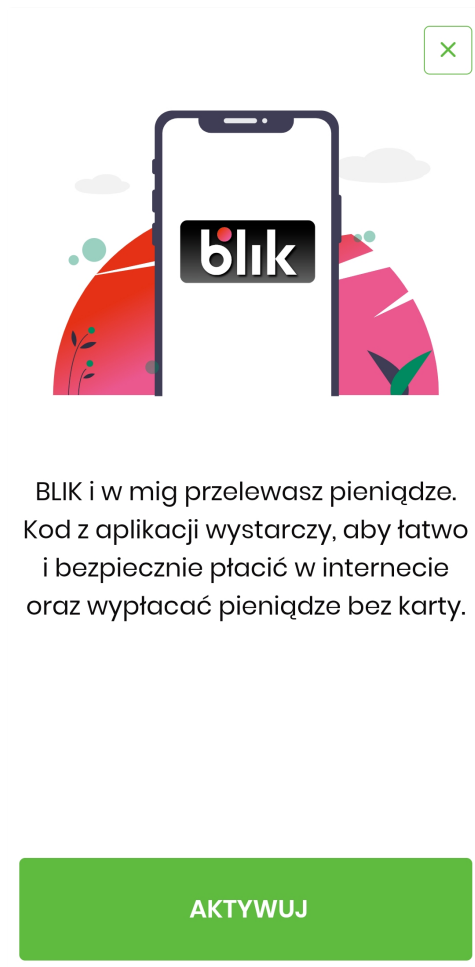 blik
BLIK i w mig przelewasz pieniądze.
Kod z aplikacji wystarczy, aby łatwo
i bezpiecznie płacić w internecie
oraz wypłacać pieniądze bez karty.
AKTYWUJ